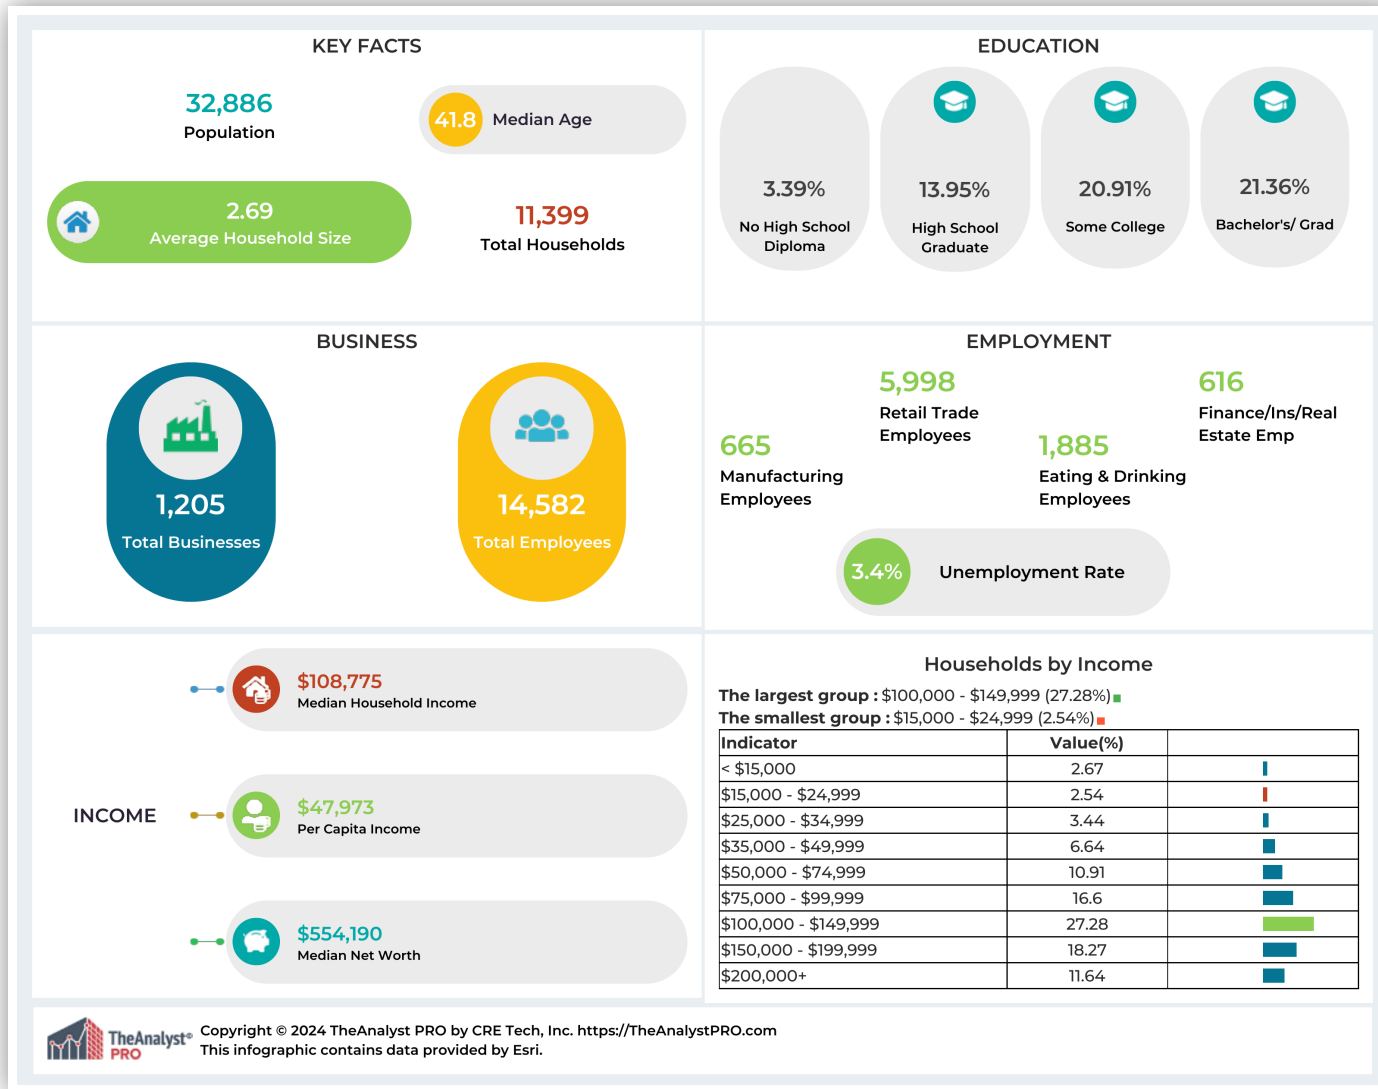 KEY FACTS
32,886
Population
41.8 Median Age
2.69
Average Household Size
11,399
Total Households
EDUCATION
3.39%
No High School
Diploma
13.95%
High School
Graduate
20.91%
Some College
21.36%
Bachelor's/ Grad
BUSINESS
1,205
Total Businesses
14,582
Total Employees
EMPLOYMENT
665
Manufacturing
Employees
5,998
Retail Trade
Employees
1,885
Eating & Drinking
Employees
616
Finance/Ins/Real
Estate Emp
3.4% Unemployment Rate
INCOME
$108,775
Median Household Income
$47,973
Per Capita Income
$554,190
Median Net Worth
Households by Income
The largest group : $100,000 - $149,999 (27.28%)
The smallest group : $15,000 - $24,999 (2.54%)
Indicator Value(%)
< $15,000 2.67
$15,000 - $24,999 2.54
$25,000 - $34,999 3.44
$35,000 - $49,999 6.64
$50,000 - $74,999 10.91
$75,000 - $99,999 16.6
$100,000 - $149,999 27.28
$150,000 - $199,999 18.27
$200,000+ 11.64
TheAnalyst®
PRO
Copyright © 2024 TheAnalyst PRO by CRE Tech, Inc. https://TheAnalystPRO.com
This infographic contains data provided by Esri.